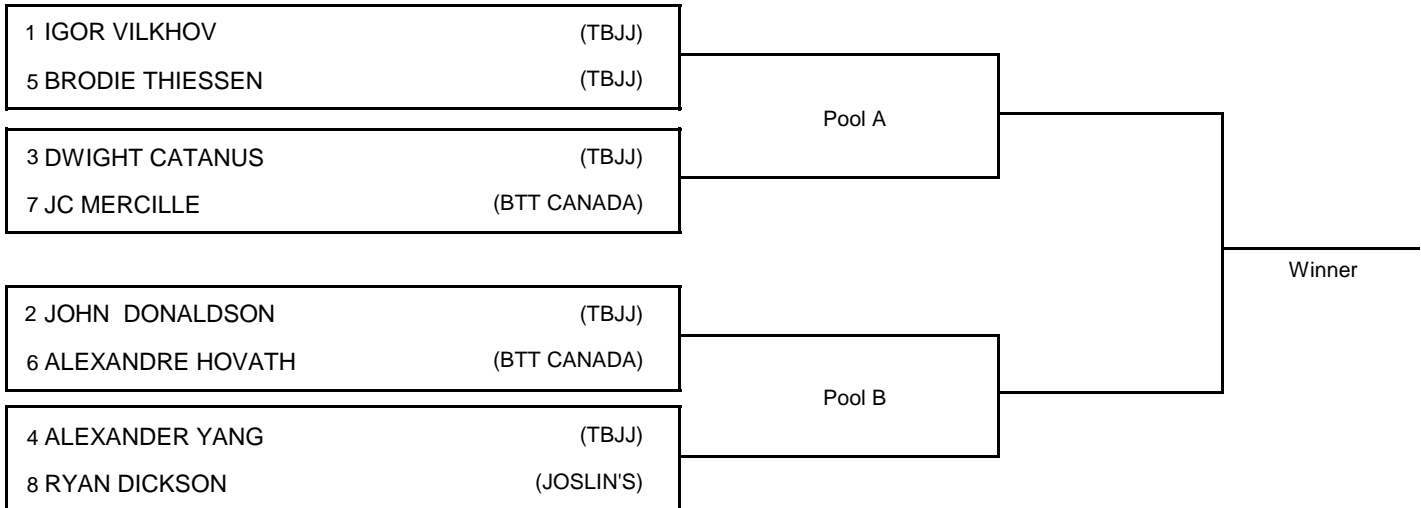 1 IGOR VILKHOV (TBJJ)
5 BRODIE THIESSEN (TBJJ)
Pool A
3 DWIGHT CATANUS (TBJJ)
7 JC MERCILLE (BTT CANADA)
Winner
2 JOHN DONALDSON (TBJJ)
6 ALEXANDRE HOVATH (BTT CANADA)
Pool B
4 ALEXANDER YANG (TBJJ)
8 RYAN DICKSON (JOSLIN'S)